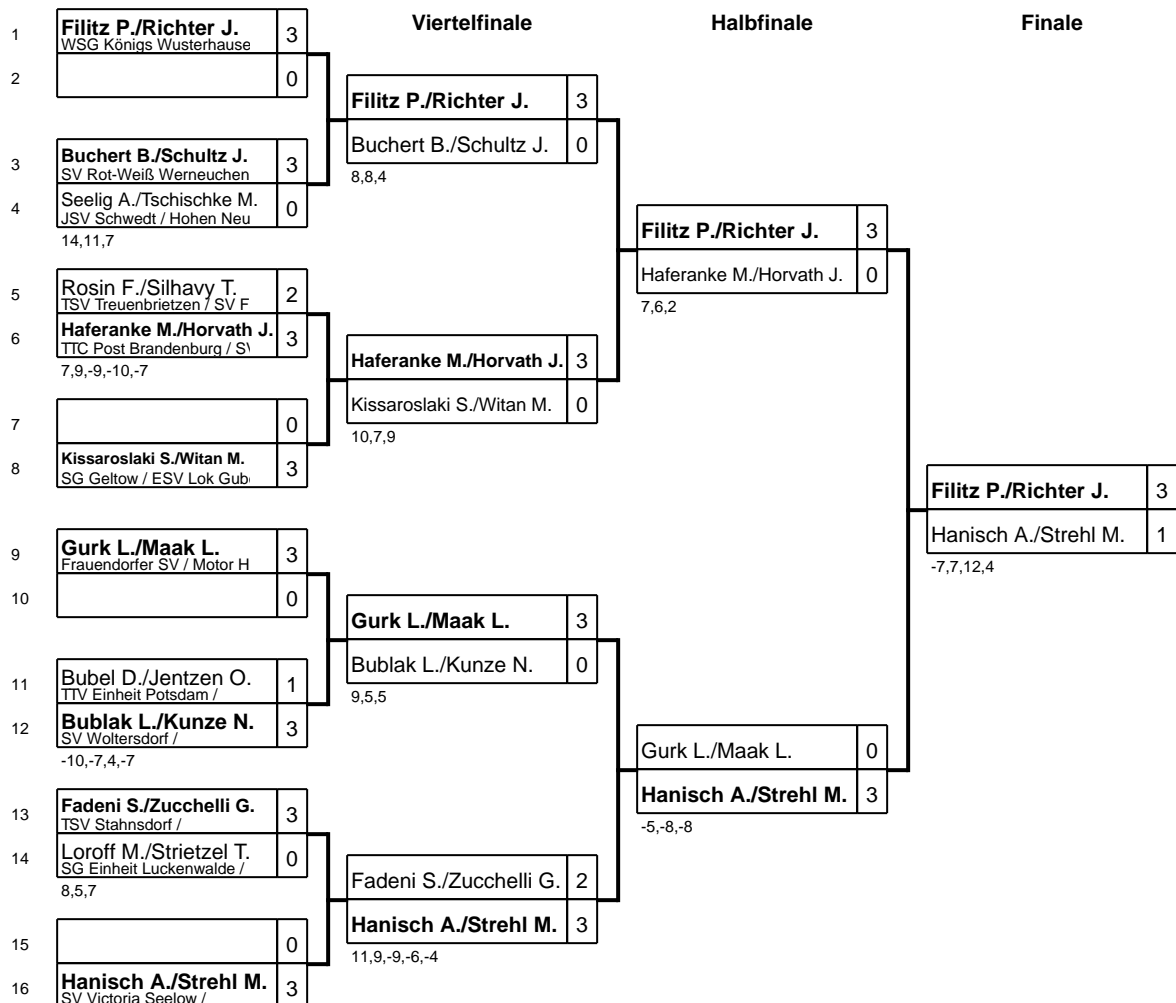 Viertelfinale
Halbfinale
Finale
1
Filitz P./Richter J.
3
WSG Königs Wusterhause
2
0
Filitz P./Richter J.
3
Buchert B./Schultz J.
0
8,8,4
3
Buchert B./Schultz J.
3
SV Rot-Weiß Werneuchen
4
Seelig A./Tschischke M.
0
JSV Schwedt / Hohen Neu
14,11,7
Filitz P./Richter J.
3
Haferanke M./Horvath J.
0
7,6,2
5
Rosin F./Silhavy T.
2
TSV Treuenbrietzen / SV F
6
Haferanke M./Horvath J.
3
TTC Post Brandenburg / SV
7,9,-9,-10,-7
Haferanke M./Horvath J.
3
Kissaroslaki S./Witan M.
0
10,7,9
7
0
8
Kissaroslaki S./Witan M.
3
SG Geltow / ESV Lok Gub
Filitz P./Richter J.
3
Hanisch A./Strehl M.
1
-7,7,12,4
9
Gurk L./Maak L.
3
Frauendorfer SV / Motor H
10
0
Gurk L./Maak L.
3
Bublak L./Kunze N.
0
9,5,5
11
Bubel D./Jentzen O.
1
TTV Einheit Potsdam /
12
Bublak L./Kunze N.
3
SV Woltersdorf /
-10,-7,4,-7
Gurk L./Maak L.
0
Hanisch A./Strehl M.
3
-5,-8,-8
13
Fadeni S./Zucchelli G.
3
TSV Stahnsdorf /
14
Loroff M./Strietzel T.
0
SG Einheit Luckenwalde /
8,5,7
Fadeni S./Zucchelli G.
2
Hanisch A./Strehl M.
3
11,9,-9,-6,-4
15
0
16
Hanisch A./Strehl M.
3
SV Victoria Seelow /